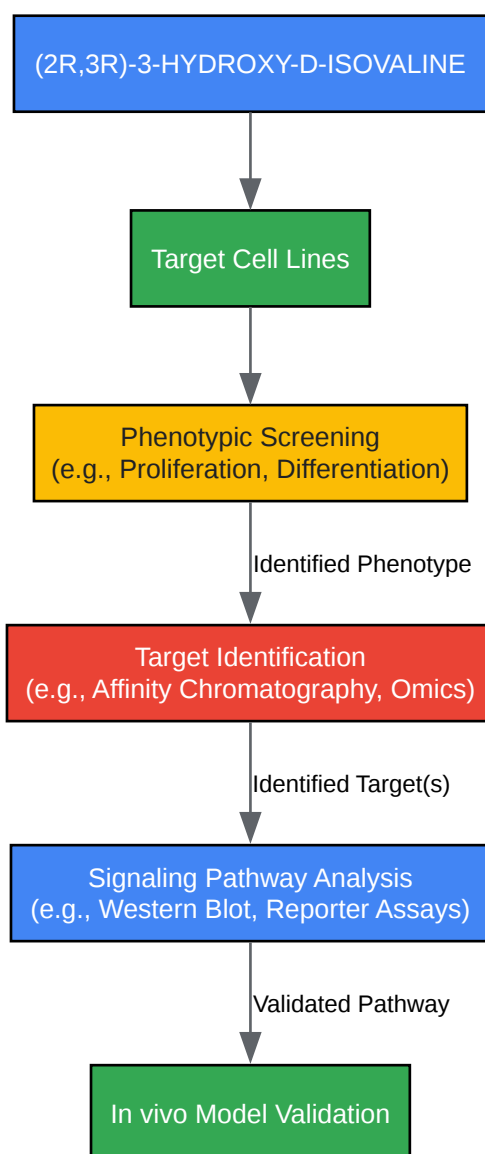 (2R,3R)-3-HYDROXY-D-ISOVALINE
Target Cell Lines
Phenotypic Screening
(e.g., Proliferation, Differentiation)
Identified Phenotype
Target Identification
(e.g., Affinity Chromatography, Omics)
Identified Target(s)
Signaling Pathway Analysis
(e.g., Western Blot, Reporter Assays)
Validated Pathway
In vivo Model Validation